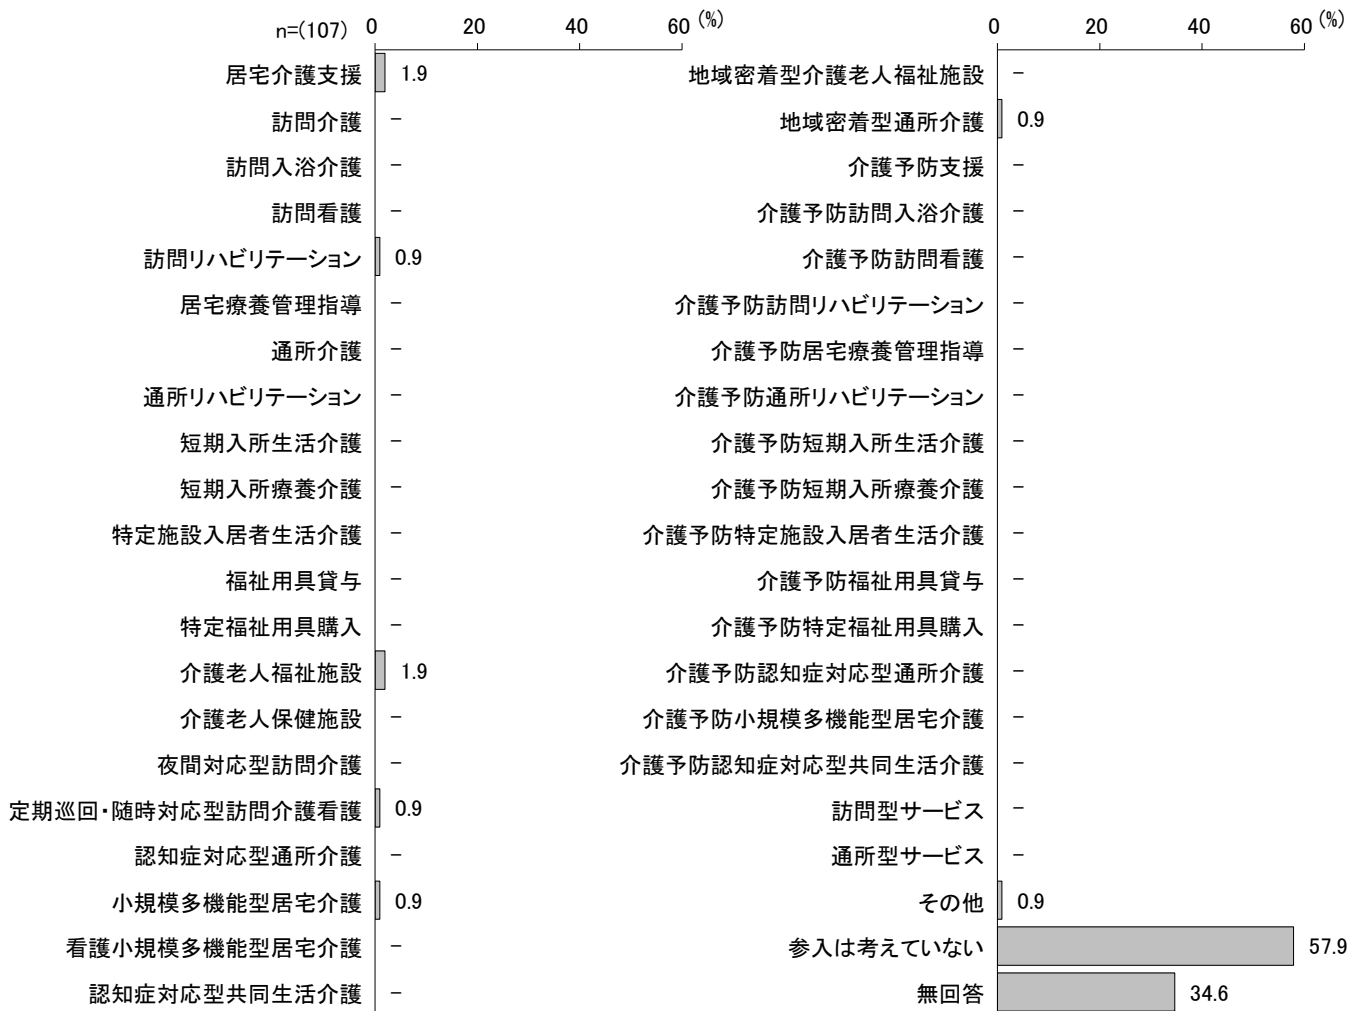 n=(107) 0 20 40 60 (%)
居宅介護支援 1.9
訪問介護 -
訪問入浴介護 -
訪問看護 -
訪問リハビリテーション 0.9
居宅療養管理指導 -
通所介護 -
通所リハビリテーション -
短期入所生活介護 -
短期入所療養介護 -
特定施設入居者生活介護 -
福祉用具貸与 -
特定福祉用具購入 -
介護老人福祉施設 1.9
介護老人保健施設 -
夜間対応型訪問介護 -
定期巡回・随時対応型訪問介護看護 0.9
認知症対応型通所介護 -
小規模多機能型居宅介護 0.9
看護小規模多機能型居宅介護 -
認知症対応型共同生活介護 -
0 20 40 60 (%)
地域密着型介護老人福祉施設 -
地域密着型通所介護 0.9
介護予防支援 -
介護予防訪問入浴介護 -
介護予防訪問看護 -
介護予防訪問リハビリテーション -
介護予防居宅療養管理指導 -
介護予防通所リハビリテーション -
介護予防短期入所生活介護 -
介護予防短期入所療養介護 -
介護予防特定施設入居者生活介護 -
介護予防福祉用具貸与 -
介護予防特定福祉用具購入 -
介護予防認知症対応型通所介護 -
介護予防小規模多機能型居宅介護 -
介護予防認知症対応型共同生活介護 -
訪問型サービス -
通所型サービス -
その他 0.9
参入は考えていない 57.9
無回答 34.6